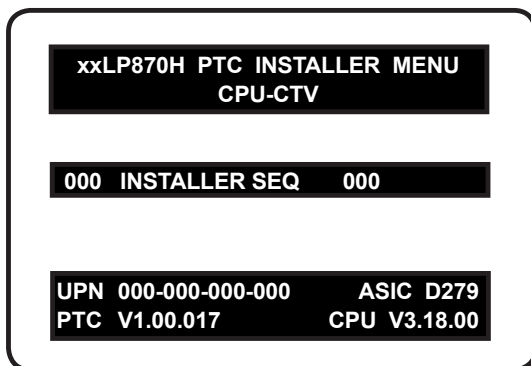 xxLP870H PTC INSTALLER MENU
CPU-CTV
000 INSTALLER SEQ 000
UPN 000-000-000-000 ASIC D279
PTC V1.00.017 CPU V3.18.00